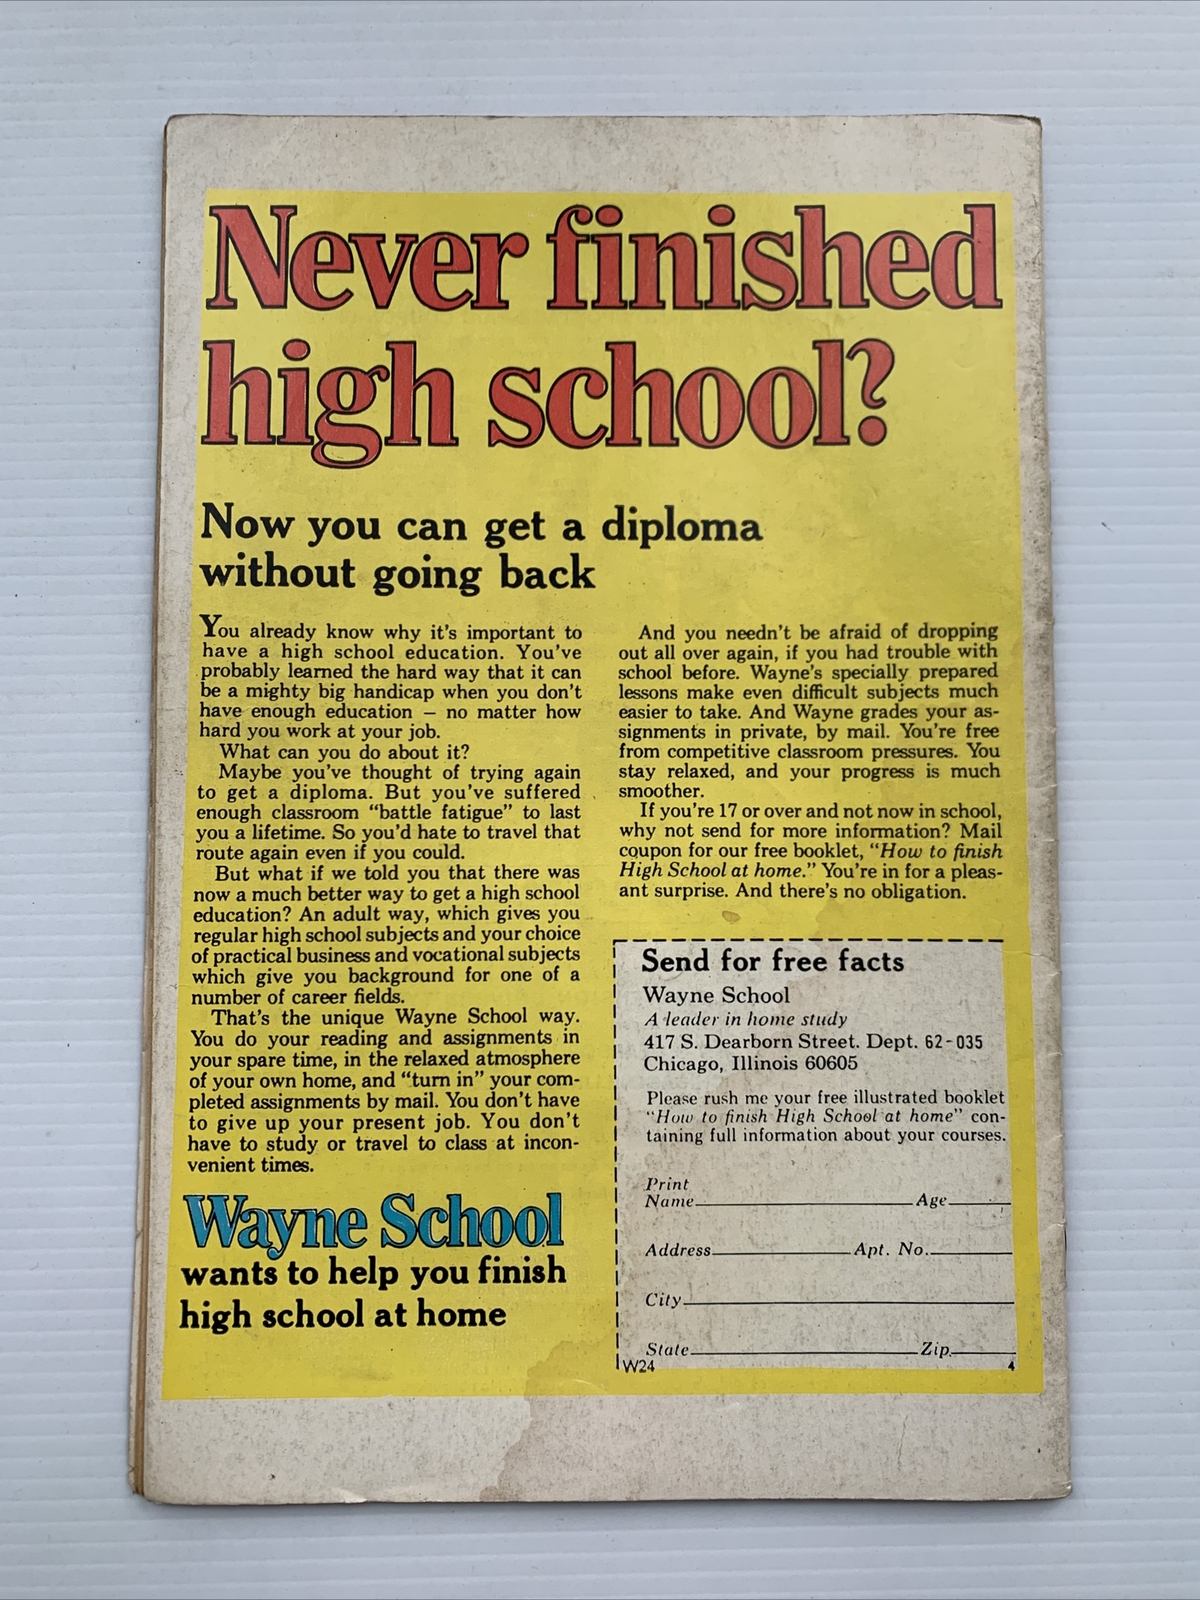 Never finished
high school?
Now you can get a diploma
without going back
You already know why it's important to
have a high school education. You've
probably learned the hard way that it can
be a mighty big handicap when you don't
have enough education – no matter how
hard you work at your job.
What can you do about it?
Maybe you've thought of trying again
to get a diploma. But you've suffered
enough classroom “battle fatigue” to last
you a lifetime. So you'd hate to travel that
route again even if you could.
But what if we told you that there was
now a much better way to get a high school
education? An adult way, which gives you
regular high school subjects and your choice
of practical business and vocational subjects
which give you background for one of a
number of career fields.
That's the unique Wayne School way.
You do your reading and assignments in
your spare time, in the relaxed atmosphere
of your own home, and “turn in” your com-
pleted assignments by mail. You don't have
to give up your present job. You don't
have to study or travel to class at incon-
venient times.
Wayne School
wants to help you finish
high school at home
And you needn't be afraid of dropping
out all over again, if you had trouble with
school before. Wayne's specially prepared
lessons make even difficult subjects much
easier to take. And Wayne grades your as-
signments in private, by mail. You're free
from competitive classroom pressures. You
stay relaxed, and your progress is much
smoother.
If you're 17 or over and not now in school,
why not send for more information? Mail
coupon for our free booklet, “How to finish
High School at home.” You're in for a pleas-
ant surprise. And there's no obligation.
Send for free facts
Wayne School
A leader in home study
417 S. Dearborn Street. Dept. 62-035
Chicago, Illinois 60605
Please rush me your free illustrated booklet
“How to finish High School at home” con-
taining full information about your courses.
Print
Name Age
Address Apt. No.
City
State Zip
W24 4